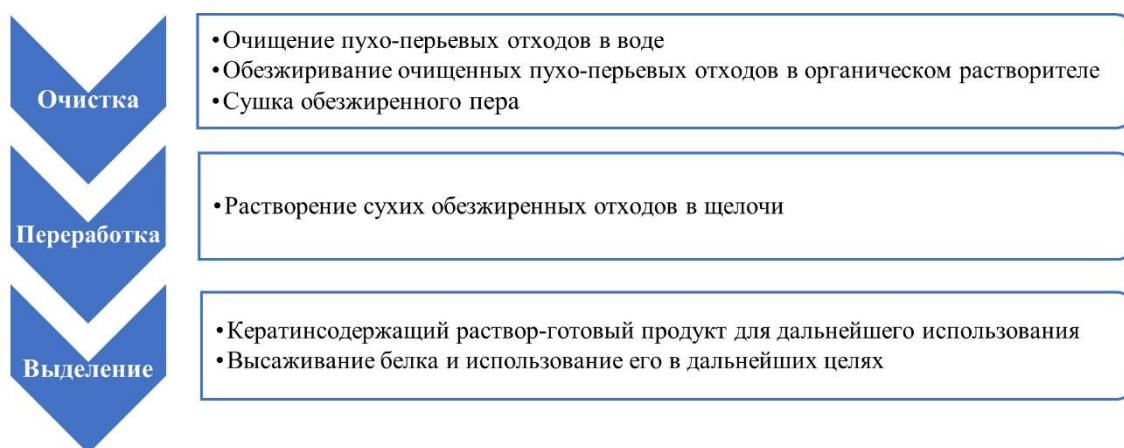 Очистка
•Очищение пухо-перьевых отходов в воде
•Обезжиривание очищенных пухо-перьевых отходов в органическом растворителе
•Сушка обезжиренного пера
Переработка
•Растворение сухих обезжиренных отходов в щелочи
Выделение
•Кератинсодержащий раствор-готовый продукт для дальнейшего использования
•Высаживание белка и использование его в дальнейших целях